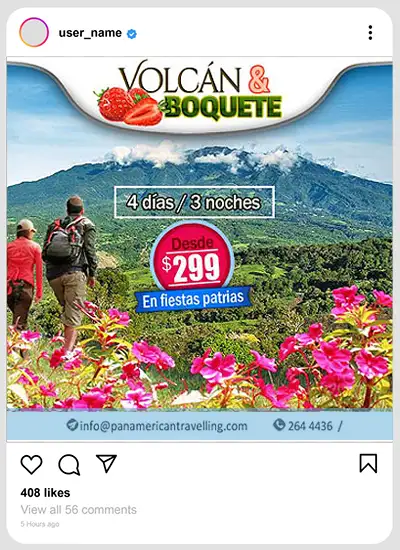 user_name
VOLCÁN &
BOQUETE
4 días / 3 noches
Desde
$299
En fiestas patrias
info@panamericantravelling.com 264 4436 /
408 likes
View all 56 comments
5 Hours ago